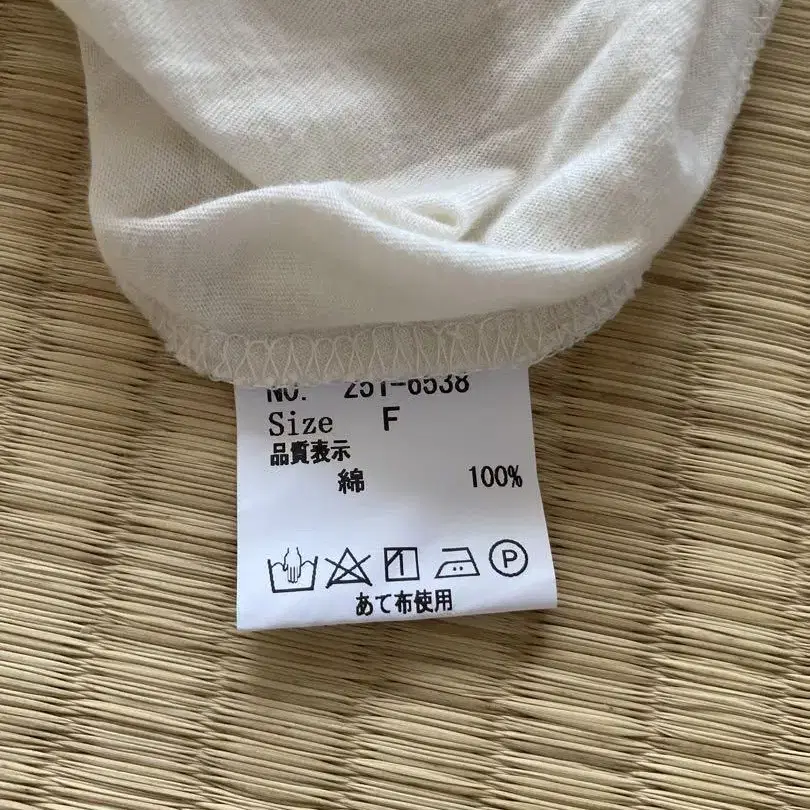 NO. 251-6538
Size F
品質表示
綿 100%
P
あて布使用